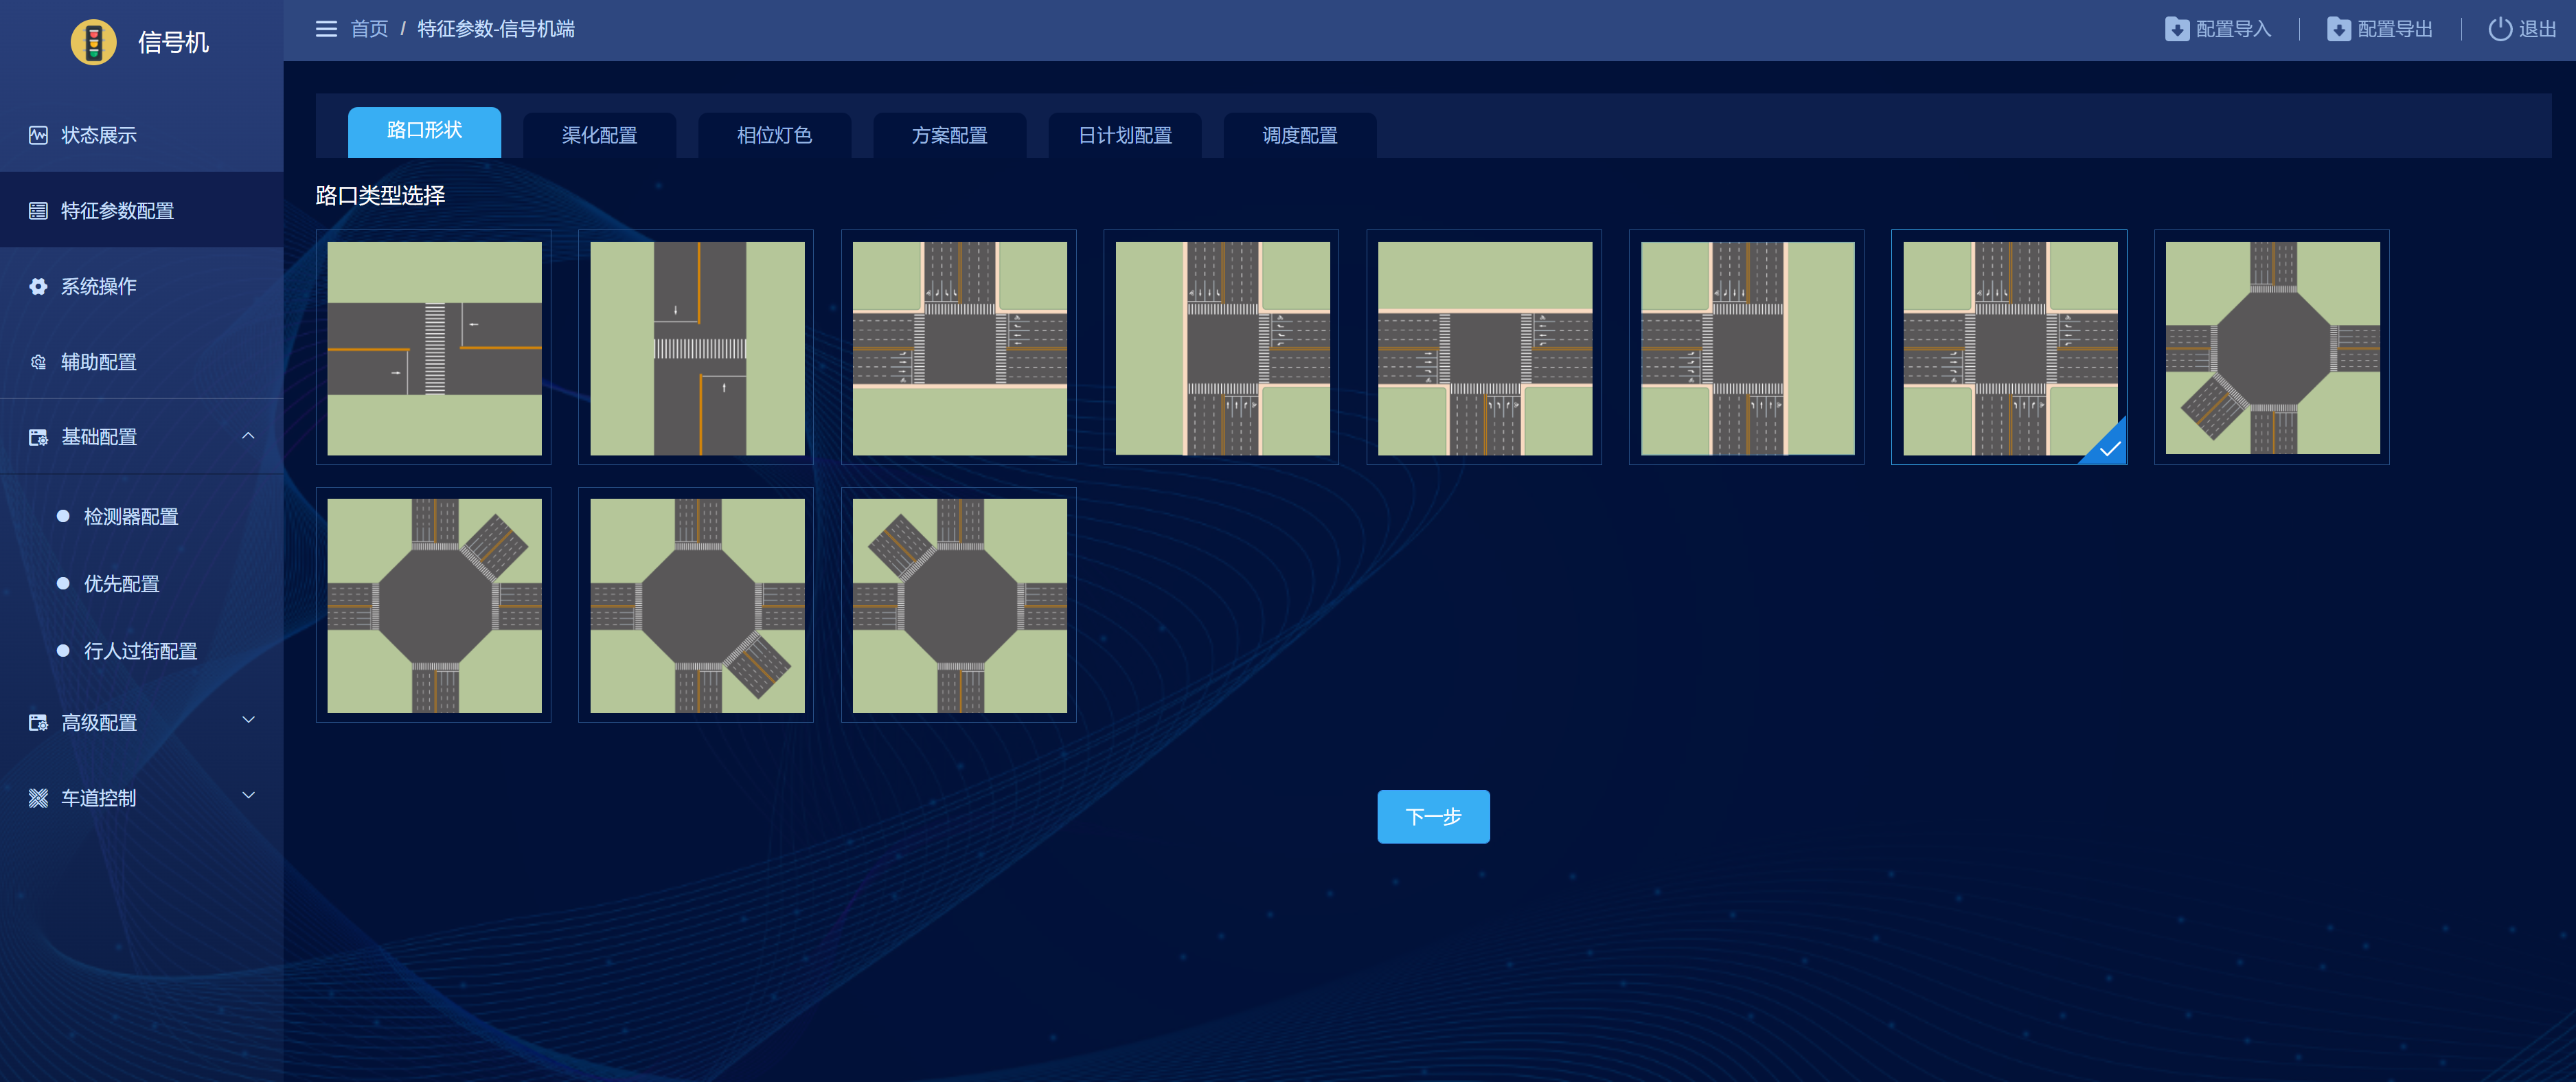 信号机
首页 / 特征参数-信号机端
配置导入
配置导出
退出
状态展示
特征参数配置
系统操作
辅助配置
基础配置
检测器配置
优先配置
行人过街配置
高级配置
车道控制
路口形状
渠化配置
相位灯色
方案配置
日计划配置
调度配置
路口类型选择
下一步